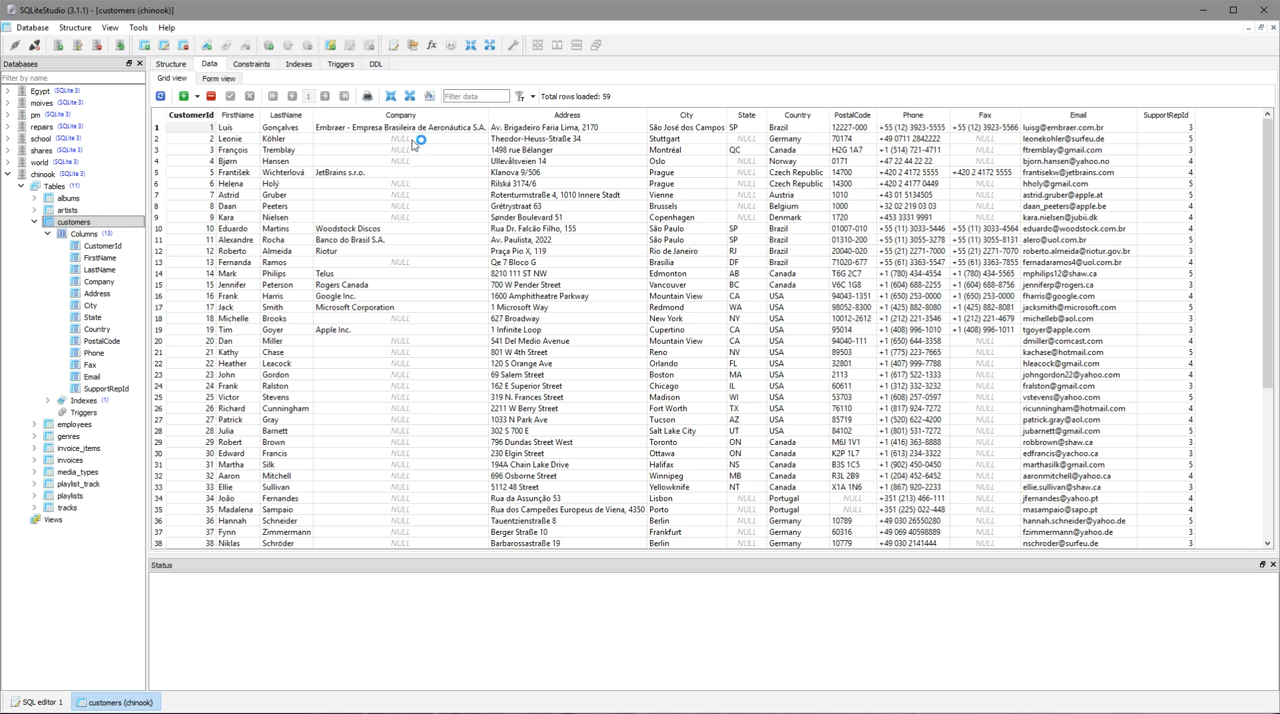 SQLiteStudio (3.1.1) - [customers (chinook)]
Database Structure View Tools Help
Databases
Filter by name
Egypt (SQLite 3)
moives (SQLite 3)
pm (SQLite 3)
repairs (SQLite 3)
school (SQLite 3)
shares (SQLite 3)
world (SQLite 3)
chinook (SQLite 3)
Tables (11)
albums
artists
customers
Columns (13)
CustomerId
FirstName
LastName
Company
Address
City
State
Country
PostalCode
Phone
Fax
Email
SupportRepId
Indexes (1)
Triggers
employees
genres
invoice_items
invoices
media_types
playlist_track
playlists
tracks
Views
Structure Data Constraints Indexes Triggers DDL
Grid view Form view
1 Filter data Total rows loaded: 59
CustomerId FirstName LastName Company Address City State Country PostalCode Phone Fax Email SupportRepId
1 1 Luís Gonçalves Embraer - Empresa Brasileira de Aeronáutica S.A. Av. Brigadeiro Faria Lima, 2170 São José dos Campos SP Brazil 12227-000 +55 (12) 3923-5555 +55 (12) 3923-5566 luisg@embraer.com.br 3
2 2 Leonie Köhler NULL Theodor-Heuss-Straße 34 Stuttgart NULL Germany 70174 +49 0711 2842222 NULL leonekohler@surfeu.de 5
3 3 François Tremblay NULL 1498 rue Bélanger Montréal QC Canada H2G 1A7 +1 (514) 721-4711 NULL ftremblay@gmail.com 3
4 4 Bjørn Hansen NULL Ullevålsveien 14 Oslo NULL Norway 0171 +47 22 44 22 22 NULL bjorn.hansen@yahoo.no 4
5 5 František Wichterlová JetBrains s.r.o. Klanova 9/506 Prague NULL Czech Republic 14700 +420 2 4172 5555 +420 2 4172 5555 frantisekw@jetbrains.com 4
6 6 Helena Holý NULL Rilská 3174/6 Prague NULL Czech Republic 14300 +420 2 4177 0449 NULL hholy@gmail.com 5
7 7 Astrid Gruber NULL Rotenturmstraße 4, 1010 Innere Stadt Vienne NULL Austria 1010 +43 01 5134505 NULL astrid.gruber@apple.at 5
8 8 Daan Peeters NULL Grétrystraat 63 Brussels NULL Belgium 1000 +32 02 219 03 03 NULL daan_peeters@apple.be 4
9 9 Kara Nielsen NULL Sønder Boulevard 51 Copenhagen NULL Denmark 1720 +453 3331 9991 NULL kara.nielsen@jubii.dk 4
10 10 Eduardo Martins Woodstock Discos Rua Dr. Falcão Filho, 155 São Paulo SP Brazil 01007-010 +55 (11) 3033-5446 +55 (11) 3033-4564 eduardo@woodstock.com.br 4
11 11 Alexandre Rocha Banco do Brasil S.A. Av. Paulista, 2022 São Paulo SP Brazil 01310-200 +55 (11) 3055-3278 +55 (11) 3055-8131 alero@uol.com.br 5
12 12 Roberto Almeida Riotur Praça Pio X, 119 Rio de Janeiro RJ Brazil 20040-020 +55 (21) 2271-7000 +55 (21) 2271-7070 roberto.almeida@riotur.gov.br 3
13 13 Fernanda Ramos NULL Qe 7 Bloco G Brasília DF Brazil 71020-677 +55 (61) 3363-5547 +55 (61) 3363-7855 fernadaramos4@uol.com.br 4
14 14 Mark Philips Telus 8210 111 ST NW Edmonton AB Canada T6G 2C7 +1 (780) 434-4554 +1 (780) 434-5565 mphilips12@shaw.ca 5
15 15 Jennifer Peterson Rogers Canada 700 W Pender Street Vancouver BC Canada V6C 1G8 +1 (604) 688-2255 +1 (604) 688-8756 jenniferp@rogers.ca 3
16 16 Frank Harris Google Inc. 1600 Amphitheatre Parkway Mountain View CA USA 94043-1351 +1 (650) 253-0000 +1 (650) 253-0000 fharris@google.com 4
17 17 Jack Smith Microsoft Corporation 1 Microsoft Way Redmond WA USA 98052-8300 +1 (425) 882-8080 +1 (425) 882-8081 jacksmith@microsoft.com 5
18 18 Michelle Brooks NULL 627 Broadway New York NY USA 10012-2612 +1 (212) 221-3546 +1 (212) 221-4679 michelleb@aol.com 3
19 19 Tim Goyer Apple Inc. 1 Infinite Loop Cupertino CA USA 95014 +1 (408) 996-1010 +1 (408) 996-1011 tgoyer@apple.com 3
20 20 Dan Miller NULL 541 Del Medio Avenue Mountain View CA USA 94040-111 +1 (650) 644-3358 NULL dmiller@comcast.com 4
21 21 Kathy Chase NULL 801 W 4th Street Reno NV USA 89503 +1 (775) 223-7665 NULL kachase@hotmail.com 5
22 22 Heather Leacock NULL 120 S Orange Ave Orlando FL USA 32801 +1 (407) 999-7788 NULL hleacock@gmail.com 4
23 23 John Gordon NULL 69 Salem Street Boston MA USA 2113 +1 (617) 522-1333 NULL johngordon22@yahoo.com 4
24 24 Frank Ralston NULL 162 E Superior Street Chicago IL USA 60611 +1 (312) 332-3232 NULL fralston@gmail.com 3
25 25 Victor Stevens NULL 319 N. Frances Street Madison WI USA 53703 +1 (608) 257-0597 NULL vstevens@yahoo.com 5
26 26 Richard Cunningham NULL 2211 W Berry Street Fort Worth TX USA 76110 +1 (817) 924-7272 NULL ricunningham@hotmail.com 4
27 27 Patrick Gray NULL 1033 N Park Ave Tucson AZ USA 85719 +1 (520) 622-4200 NULL patrick.gray@aol.com 4
28 28 Julia Barnett NULL 302 S 700 E Salt Lake City UT USA 84102 +1 (801) 531-7272 NULL jubarnett@gmail.com 5
29 29 Robert Brown NULL 796 Dundas Street West Toronto ON Canada M6J 1V1 +1 (416) 363-8888 NULL robbrown@shaw.ca 3
30 30 Edward Francis NULL 230 Elgin Street Ottawa ON Canada K2P 1L7 +1 (613) 234-3322 NULL edfrancis@yachoo.ca 3
31 31 Martha Silk NULL 194A Chain Lake Drive Halifax NS Canada B3S 1C5 +1 (902) 450-0450 NULL marthasilk@gmail.com 5
32 32 Aaron Mitchell NULL 696 Osborne Street Winnipeg MB Canada R3L 2B9 +1 (204) 452-6452 NULL aaronmitchell@yahoo.ca 4
33 33 Ellie Sullivan NULL 5112 48 Street Yellowknife NT Canada X1A 1N6 +1 (867) 920-2233 NULL ellie.sullivan@shaw.ca 3
34 34 João Fernandes NULL Rua da Assunção 53 Lisbon NULL Portugal NULL +351 (213) 466-111 NULL jfernandes@yahoo.pt 4
35 35 Madalena Sampaio NULL Rua dos Campeões Europeus de Viena, 4350 Porto NULL Portugal NULL +351 (225) 022-448 NULL masampaio@sapo.pt 4
36 36 Hannah Schneider NULL Tauentzienstraße 8 Berlin NULL Germany 10789 +49 030 26550280 NULL hannah.schneider@yahoo.de 5
37 37 Fynn Zimmermann NULL Berger Straße 10 Frankfurt NULL Germany 60316 +49 069 40598889 NULL fzimmermann@yahoo.de 3
38 38 Niklas Schröder NULL Barbarossastraße 19 Berlin NULL Germany 10779 +49 030 2141444 NULL nschroder@surfeu.de 3
Status
SQL editor 1 customers (chinook)